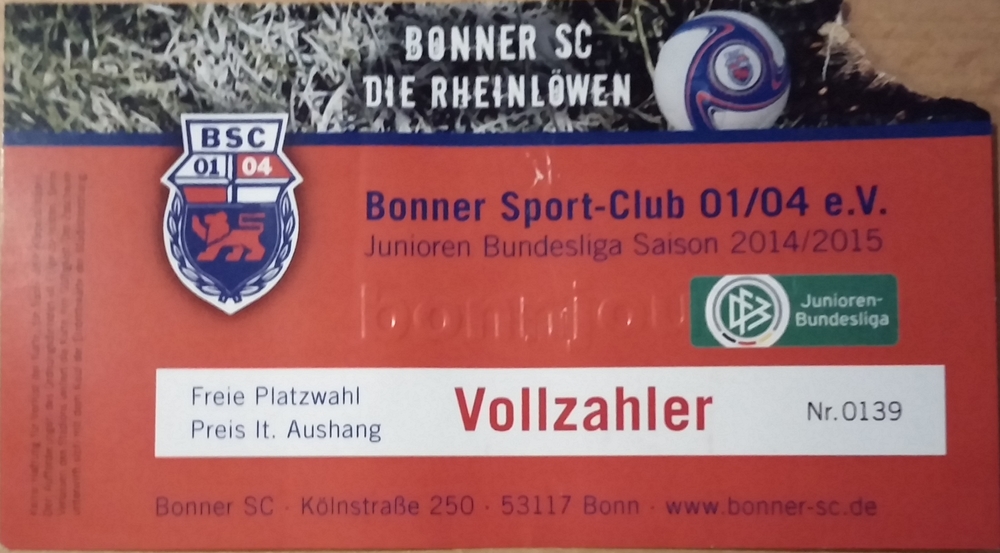 BONNER SC
DIE RHEINLÖWEN
BSC
01 04
Bonner Sport-Club 01/04 e.V.
Junioren Bundesliga Saison 2014/2015
DFB
Junioren-
Bundesliga
Freie Platzwahl
Preis lt. Aushang
Vollzahler
Nr.0139
Bonner SC · Kölnstraße 250 · 53117 Bonn · www.bonner-sc.de